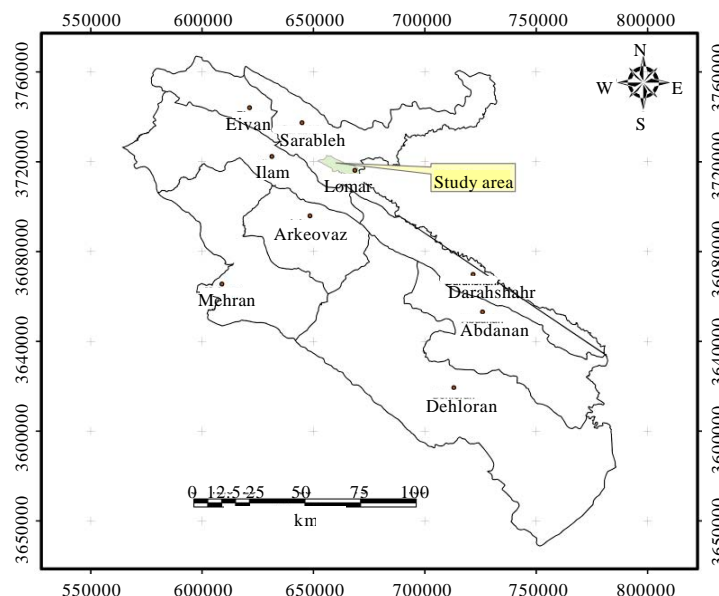 550000 600000 650000 700000 750000 800000
3760000 3760000
N
W E
S
Eivan
Sarableh
3720000 3720000
Ilam
Lomar
Study area
Arkeovaz
36080000 36080000
Mehran
Darahshahr
Abdanan
3640000 3640000
Dehloran
3600000 3600000
0 12.5 25 50 75 100
km
3650000 3650000
550000 600000 650000 700000 750000 800000